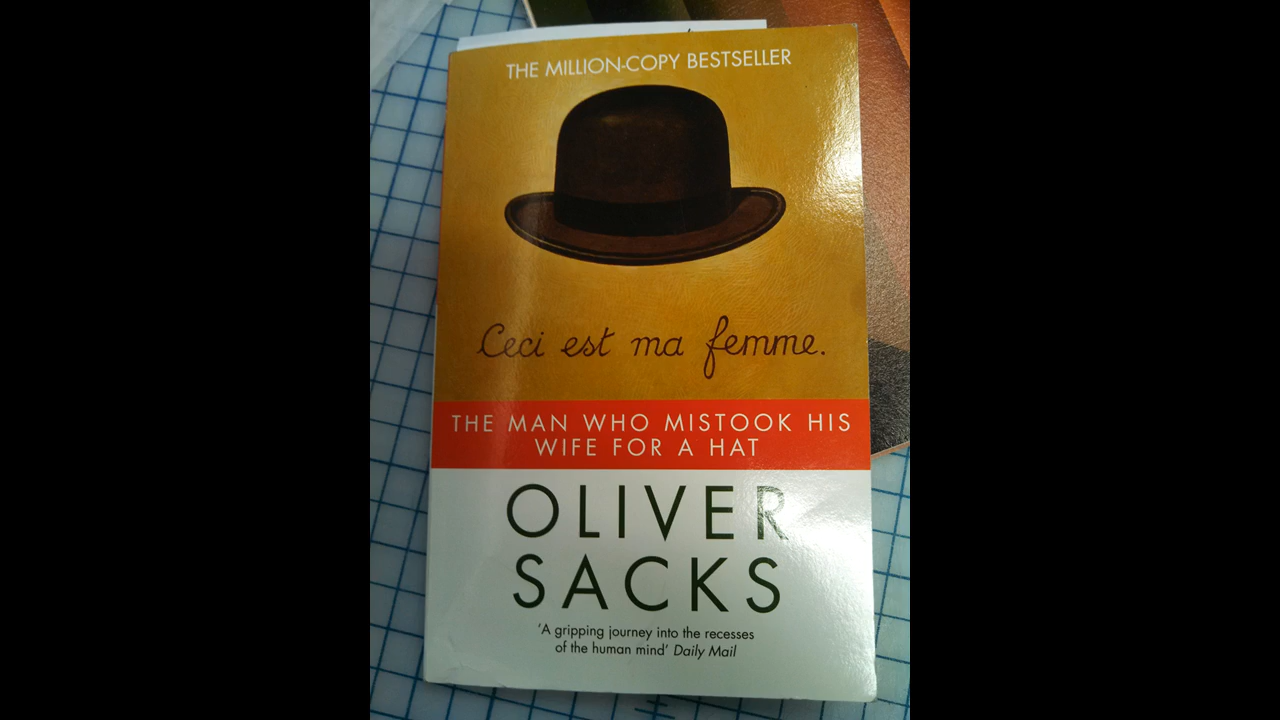 THE MILLION-COPY BESTSELLER
Ceci est ma femme.
THE MAN WHO MISTOOK HIS
WIFE FOR A HAT
OLIVER
SACKS
‘A gripping journey into the recesses
of the human mind’ Daily Mail